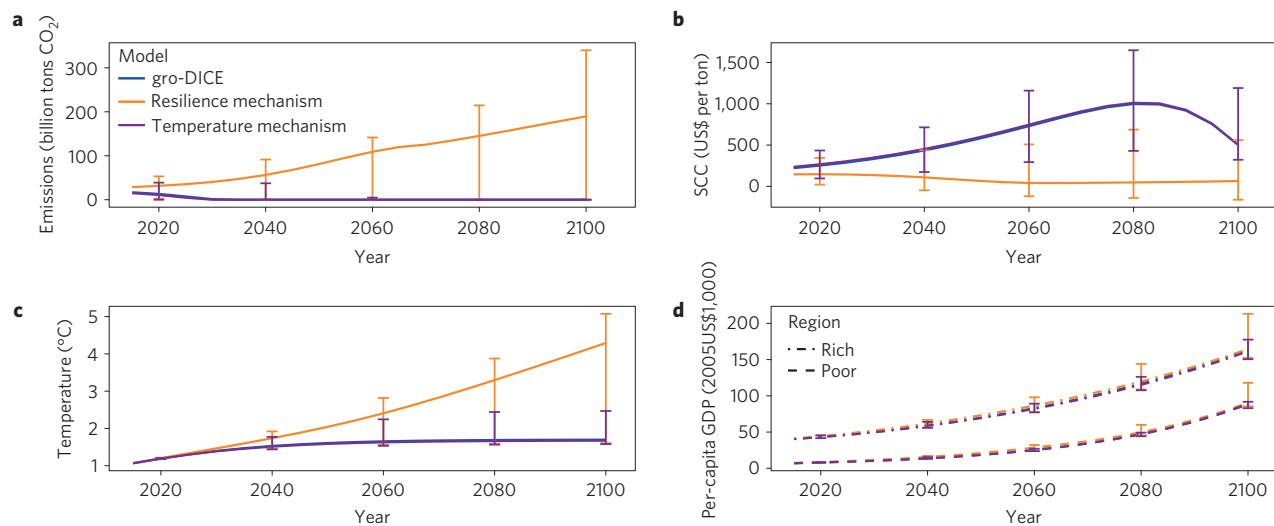 a
Emissions (billion tons CO2)
300
200
100
0
Model
gro-DICE
Resilience mechanism
Temperature mechanism
2020 2040 2060 2080 2100
Year
b
SCC (US$ per ton)
1,500
1,000
500
0
2020 2040 2060 2080 2100
Year
c
Temperature (°C)
5
4
3
2
1
2020 2040 2060 2080 2100
Year
d
Per-capita GDP (2005US$1,000)
200
150
100
50
0
Region
Rich
Poor
2020 2040 2060 2080 2100
Year